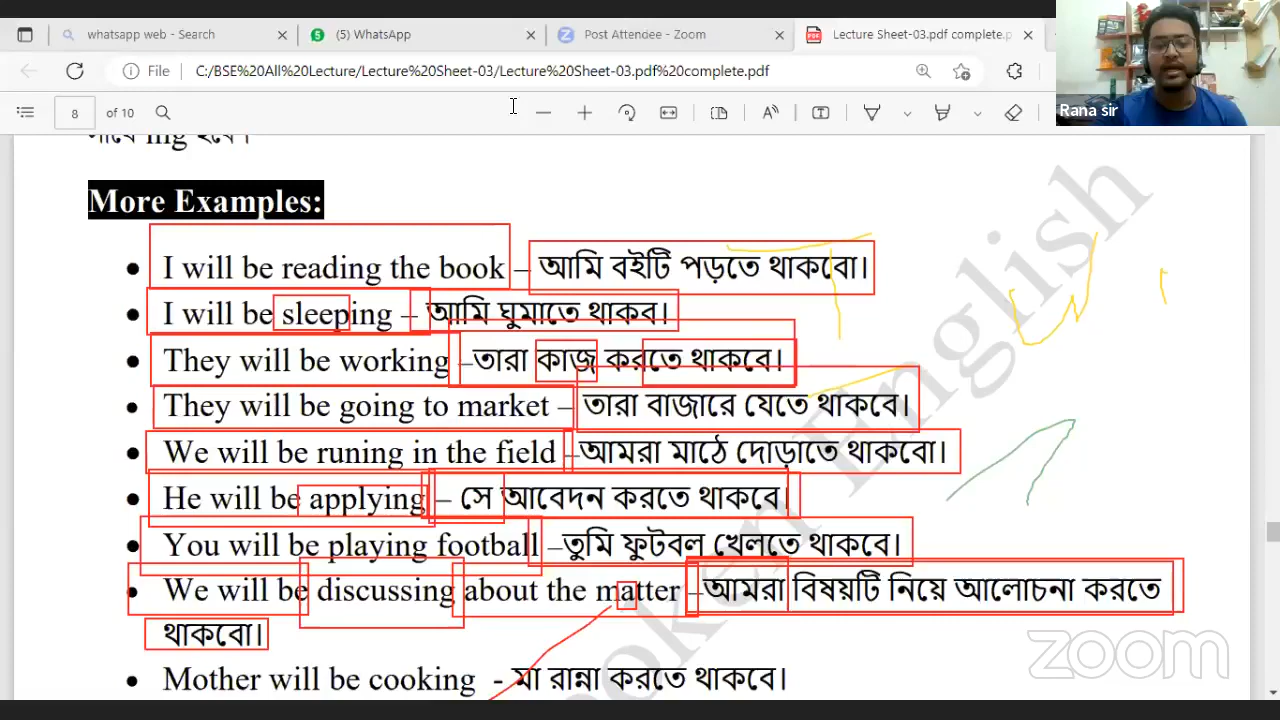 whatsapp web - Search
(5) WhatsApp
Post Attendee - Zoom
Lecture Sheet-03.pdf complete.p
File
C:/BSE%20All%20Lecture/Lecture%20Sheet-03/Lecture%20Sheet-03.pdf%20complete.pdf
Rana sir
8 of 10
সাথে ing হবে।
More Examples:
• I will be reading the book – আমি বইটি পড়তে থাকবো।
• I will be sleeping – আমি ঘুমাতে থাকব।
• They will be working –তারা কাজ করতে থাকবে।
• They will be going to market – তারা বাজারে যেতে থাকবে।
• We will be runing in the field –আমরা মাঠে দোড়াতে থাকবো।
• He will be applying – সে আবেদন করতে থাকবে।
• You will be playing football –তুমি ফুটবল খেলতে থাকবে।
• We will be discussing about the matter –আমরা বিষয়টি নিয়ে আলোচনা করতে
থাকবো।
• Mother will be cooking - মা রান্না করতে থাকবে।
oken English
zoom